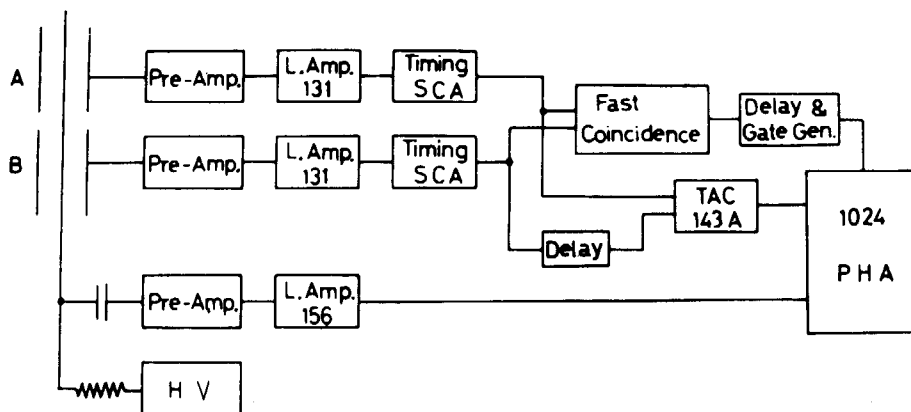 A
Pre-Amp.
L. Amp.
131
Timing
SCA
Fast
Coincidence
Delay &
Gate Gen.
B
Pre-Amp.
L. Amp.
131
Timing
SCA
TAC
143 A
Delay
1024
PHA
Pre-Amp.
L. Amp.
156
HV